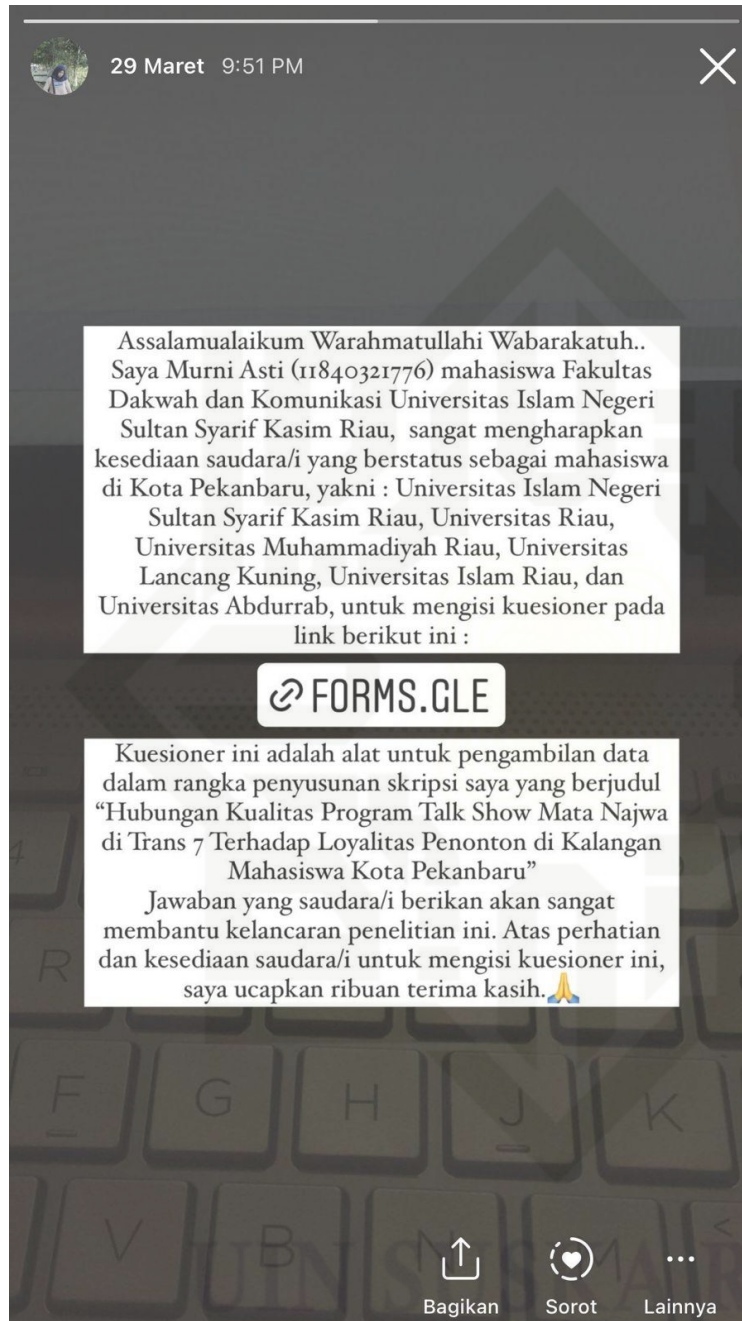 29 Maret 9:51 PM
Assalamualaikum Warahmatullahi Wabarakatuh..
Saya Murni Asti (11840321776) mahasiswa Fakultas
Dakwah dan Komunikasi Universitas Islam Negeri
Sultan Syarif Kasim Riau, sangat mengharapkan
kesediaan saudara/i yang berstatus sebagai mahasiswa
di Kota Pekanbaru, yakni : Universitas Islam Negeri
Sultan Syarif Kasim Riau, Universitas Riau,
Universitas Muhammadiyah Riau, Universitas
Lancang Kuning, Universitas Islam Riau, dan
Universitas Abdurrab, untuk mengisi kuesioner pada
link berikut ini :
FORMS.GLE
Kuesioner ini adalah alat untuk pengambilan data
dalam rangka penyusunan skripsi saya yang berjudul
“Hubungan Kualitas Program Talk Show Mata Najwa
di Trans 7 Terhadap Loyalitas Penonton di Kalangan
Mahasiswa Kota Pekanbaru”
Jawaban yang saudara/i berikan akan sangat
membantu kelancaran penelitian ini. Atas perhatian
dan kesediaan saudara/i untuk mengisi kuesioner ini,
saya ucapkan ribuan terima kasih.🙏
4
R
F G H J K
V B N M <
UIN SUSKA R
Bagikan Sorot Lainnya